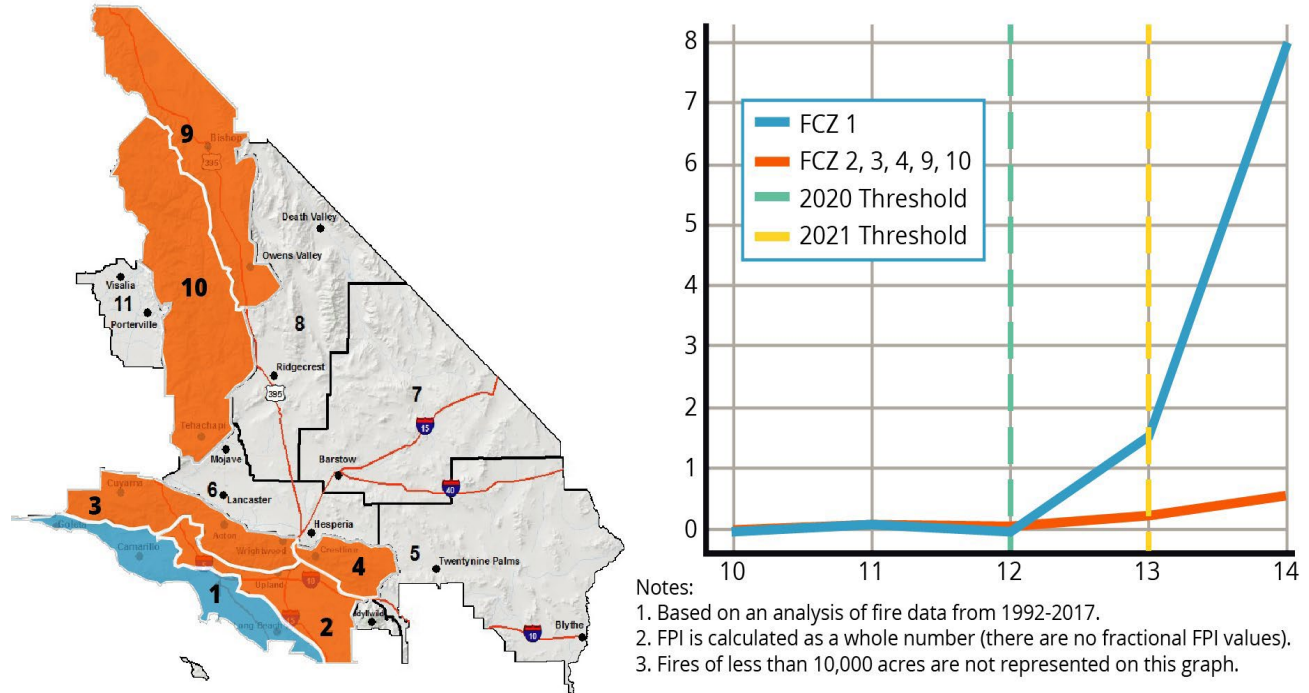 9
Bishop
395
Death Valley
Owens Valley
Visalia
11
Porterville
10
8
Ridgecrest
395
7
15
Tehachapi
Mojave
Barstow
6
Lancaster
40
3
Cuyama
Hesperia
Goleta
Acton
Wrightwood
Crestline
5
Camarillo
4
Twentynine Palms
5
10
Upland
1
Long Beach
15
2
Idyllwild
10
Blythe
8
7
6
5
4
3
2
1
0
FCZ 1
FCZ 2, 3, 4, 9, 10
2020 Threshold
2021 Threshold
10 11 12 13 14
Notes:
1. Based on an analysis of fire data from 1992-2017.
2. FPI is calculated as a whole number (there are no fractional FPI values).
3. Fires of less than 10,000 acres are not represented on this graph.